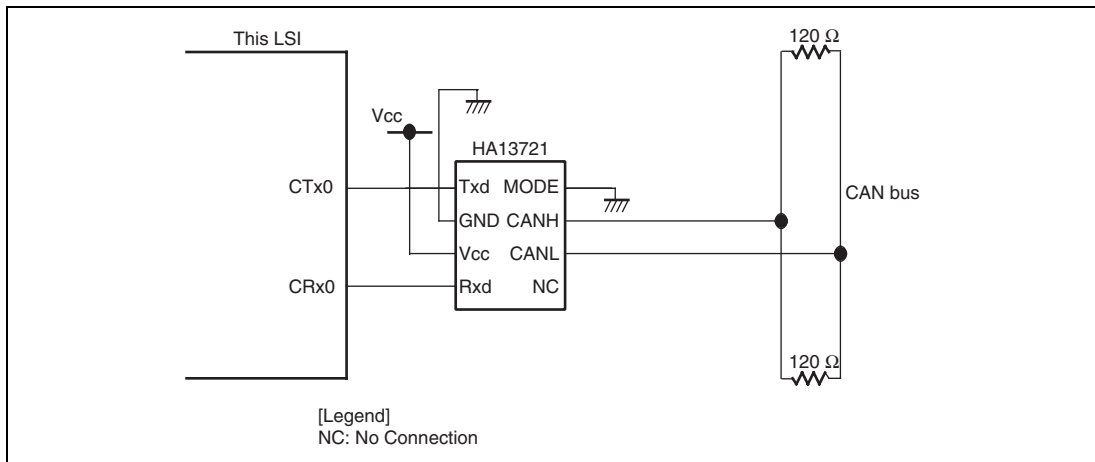 This LSI
120 Ω
Vcc
HA13721
CTx0
Txd MODE
CAN bus
GND CANH
Vcc CANL
CRx0
Rxd NC
120 Ω
[Legend]
NC: No Connection